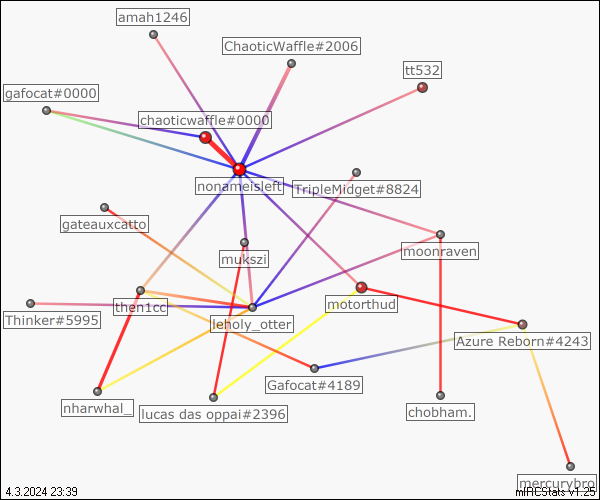 amah1246
ChaoticWaffle#2006
tt532
gafocat#0000
chaoticwaffle#0000
nonameisleft
TripleMidget#8824
gateauxcatto
mukszi
moonraven
then1cc
motorthud
Thinker#5995
leholy_otter
Azure Reborn#4243
Gafocat#4189
nharwhal_
lucas das oppai#2396
chobham.
mercurybro
4.3.2024 23:39
mIRCStats v1.25